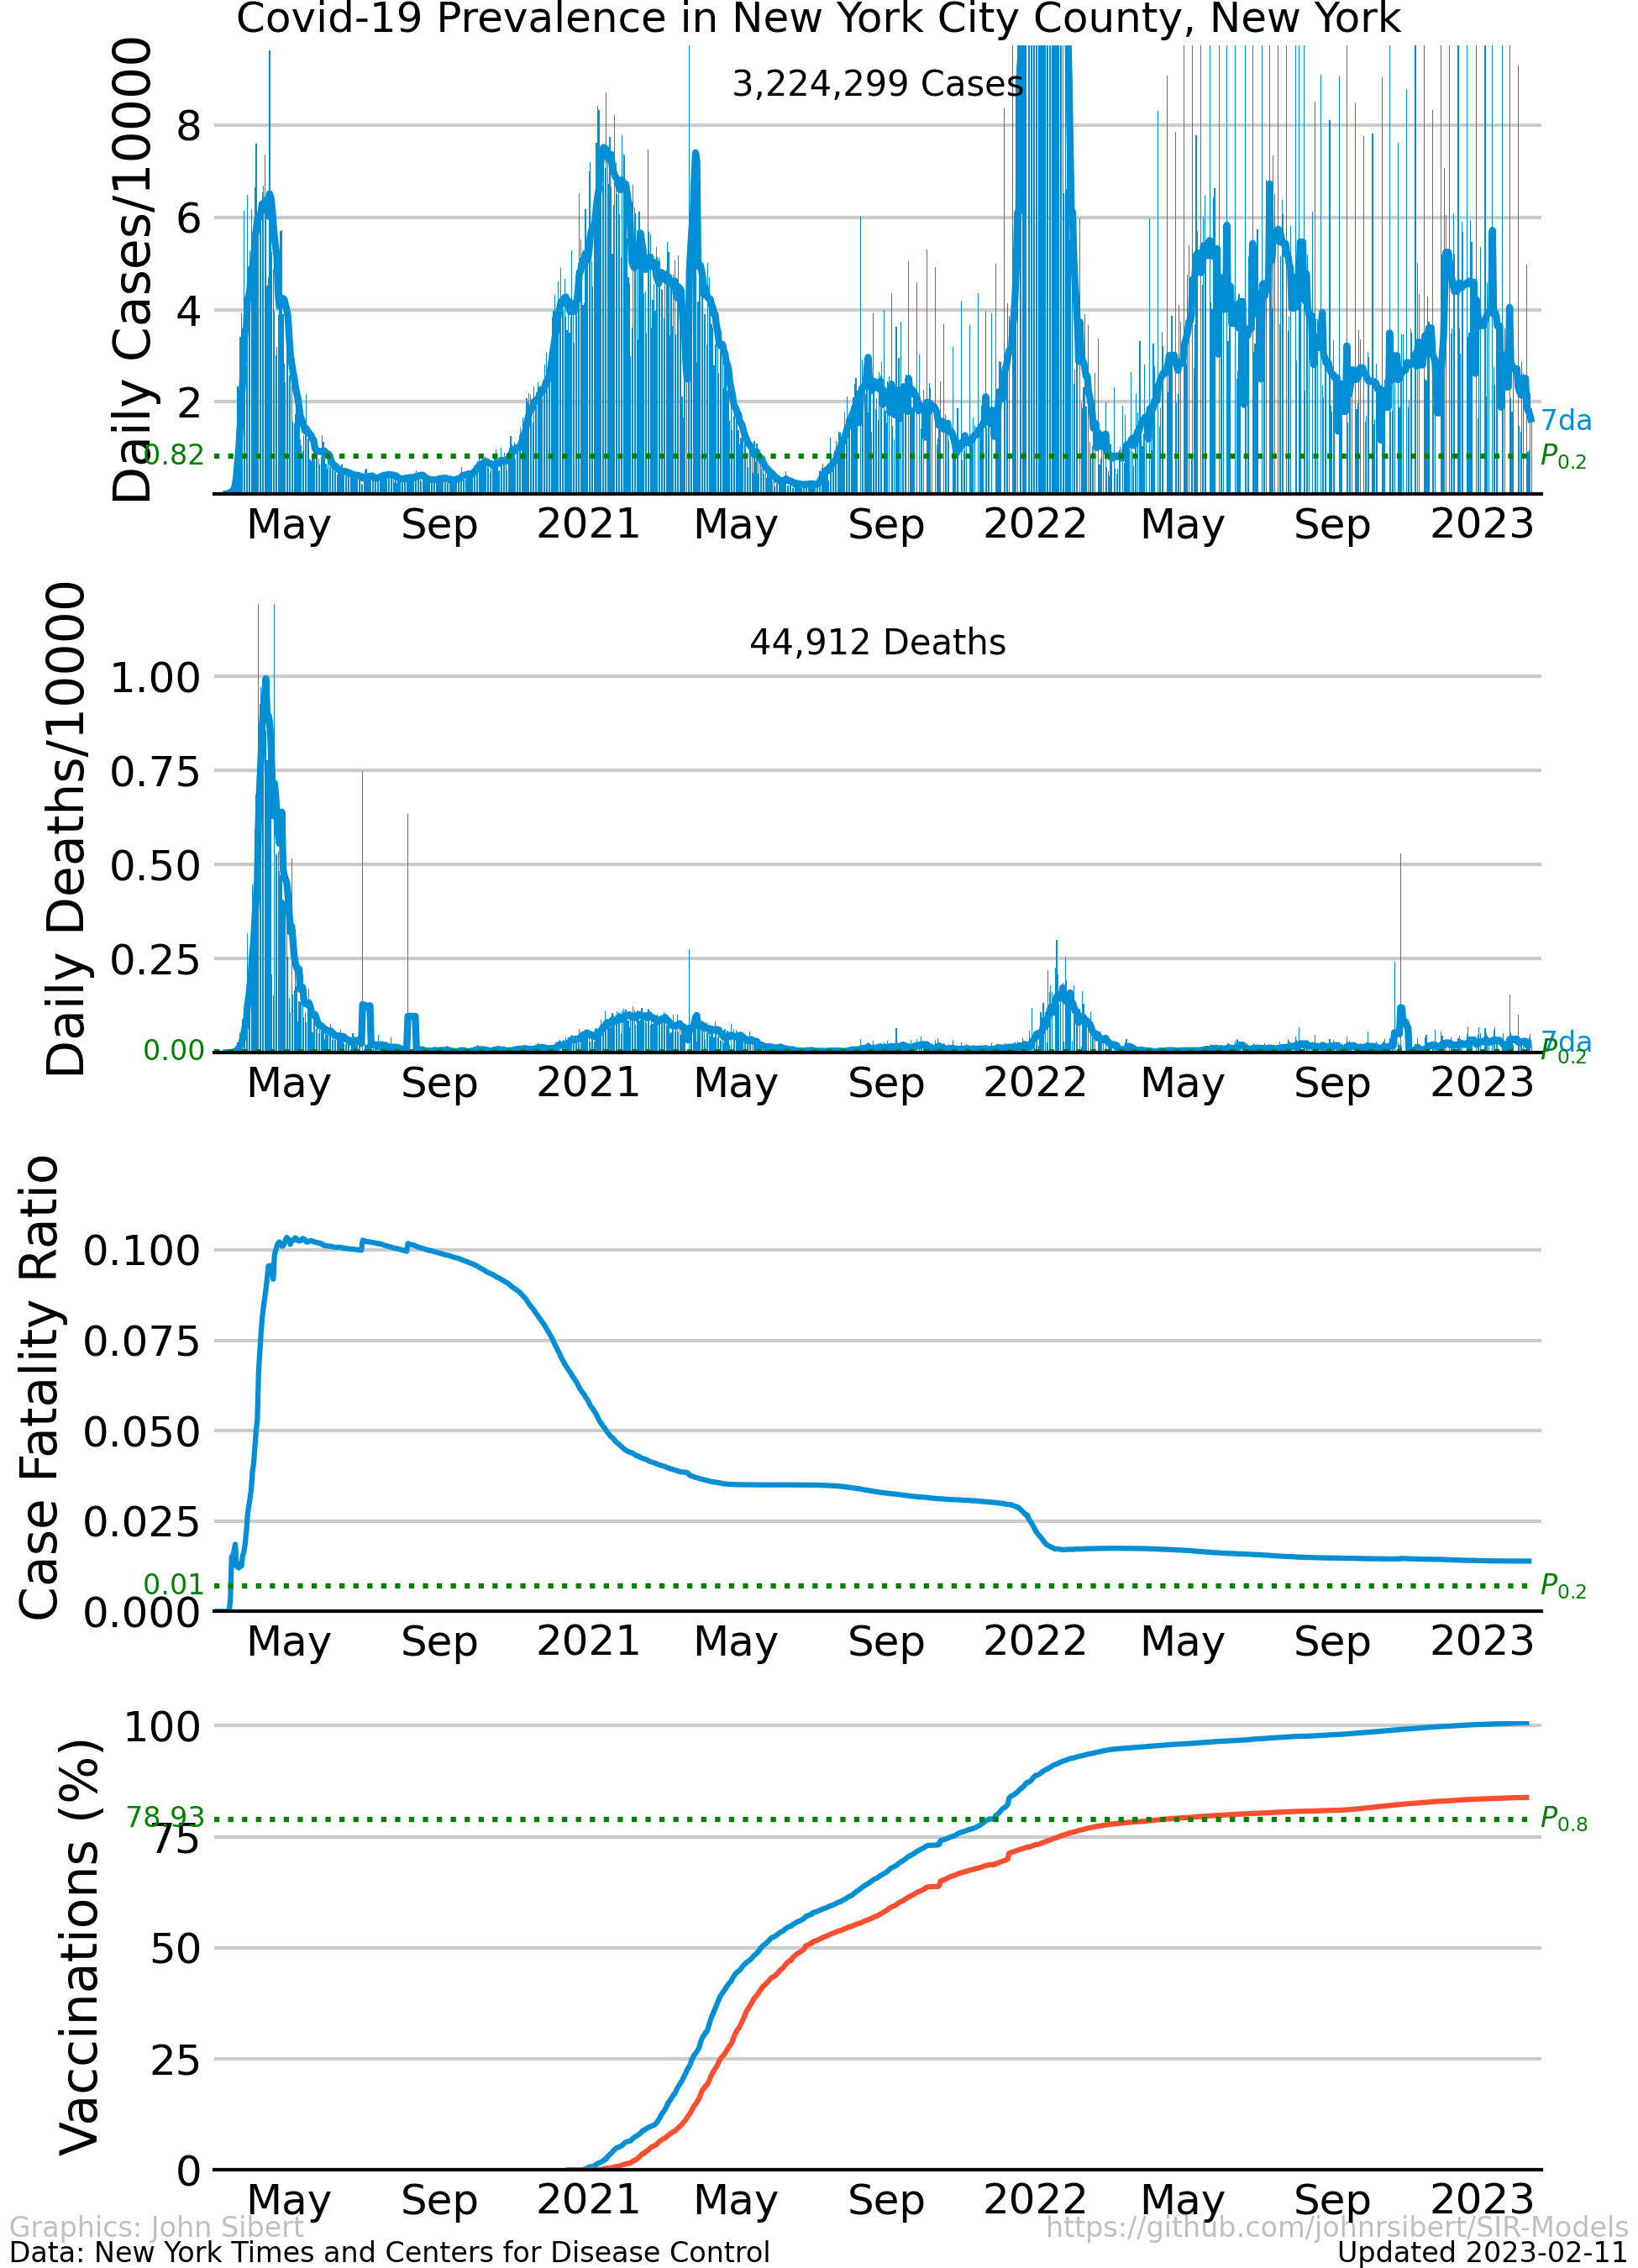 Covid-19 Prevalence in New York City County, New York
Daily Cases/10000
3,224,299 Cases
8
6
4
2
0.82
7da
P0.2
May Sep 2021 May Sep 2022 May Sep 2023
Daily Deaths/10000
44,912 Deaths
1.00
0.75
0.50
0.25
0.00
7da
P0.2
May Sep 2021 May Sep 2022 May Sep 2023
Case Fatality Ratio
0.100
0.075
0.050
0.025
0.01
0.000
P0.2
May Sep 2021 May Sep 2022 May Sep 2023
Vaccinations (%)
100
78.93
75
50
25
0
P0.8
May Sep 2021 May Sep 2022 May Sep 2023
Graphics: John Sibert https://github.com/johnrsibert/SIR-Models
Data: New York Times and Centers for Disease Control Updated 2023-02-11